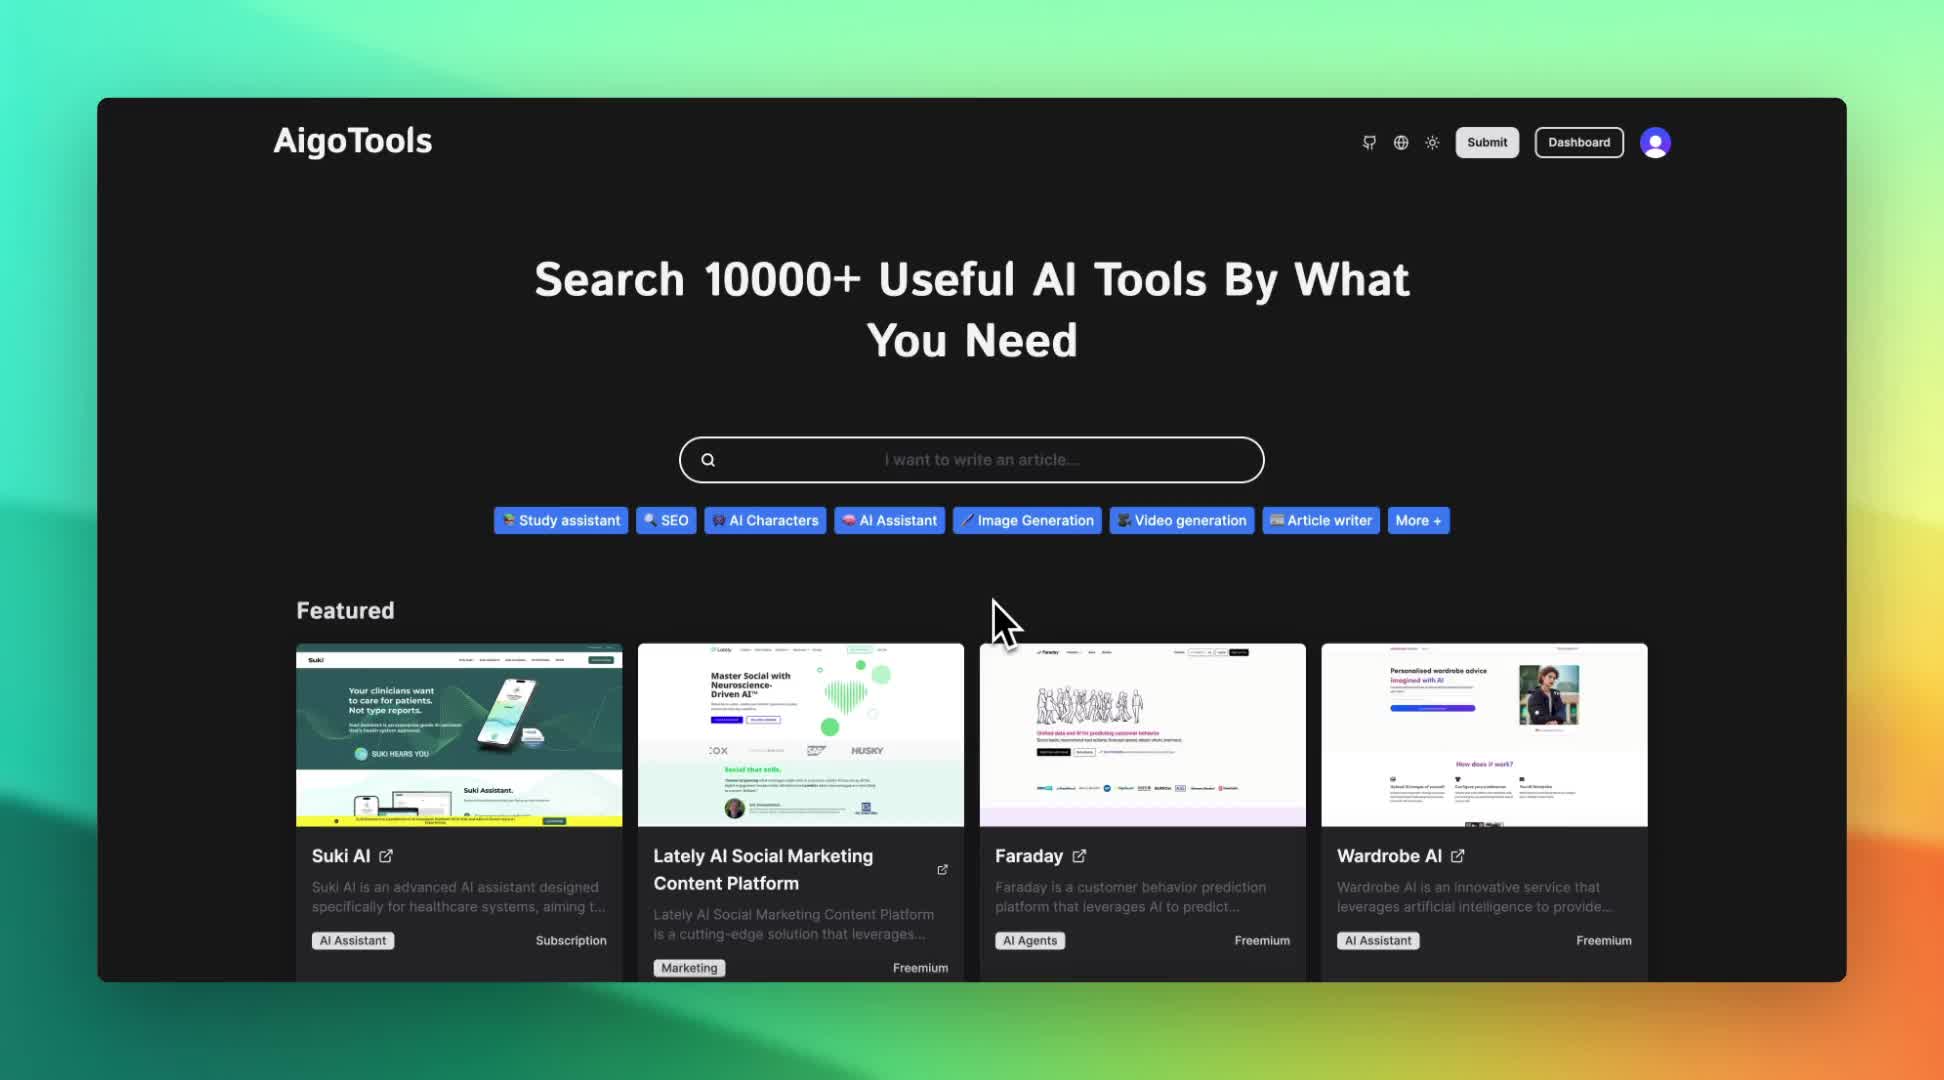 AigoTools
Submit
Dashboard
Search 10000+ Useful AI Tools By What
You Need
I want to write an article...
Study assistant
SEO
AI Characters
AI Assistant
Image Generation
Video generation
Article writer
More +
Featured
Suki
Your clinicians want
to care for patients.
Not type reports.
SUKI HEARS YOU
Suki Assistant.
Lately
Master Social with
Neuroscience-
Driven AI™
SAP
HUSKY
Social that sells.
Faraday
Personalised wardrobe advice
imagined with AI
How does it work?
Suki AI
Suki AI is an advanced AI assistant designed
specifically for healthcare systems, aiming t...
AI Assistant
Subscription
Lately AI Social Marketing
Content Platform
Lately AI Social Marketing Content Platform
is a cutting-edge solution that leverages...
Marketing
Freemium
Faraday
Faraday is a customer behavior prediction
platform that leverages AI to predict...
AI Agents
Freemium
Wardrobe AI
Wardrobe AI is an innovative service that
leverages artificial intelligence to provide...
AI Assistant
Freemium